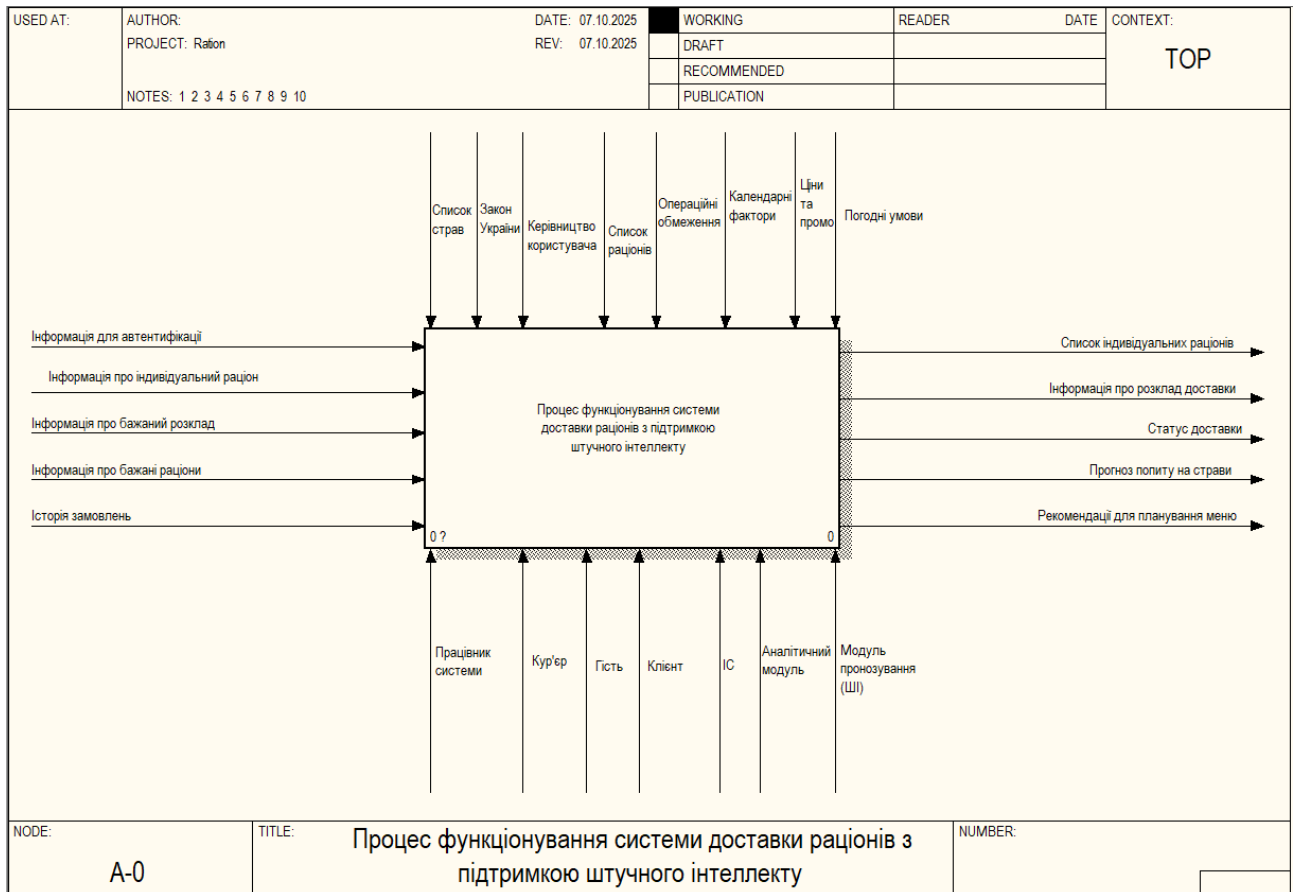 USED AT:
AUTHOR:
DATE: 07.10.2025
WORKING
READER
DATE
CONTEXT:
PROJECT: Ration
REV: 07.10.2025
DRAFT
TOP
RECOMMENDED
NOTES: 1 2 3 4 5 6 7 8 9 10
PUBLICATION
Список
страв
Закон
України
Керівництво
користувача
Список
раціонів
Операційні
обмеження
Календарні
фактори
Ціни
та
промо
Погодні умови
Інформація для автентифікації
Інформація про індивідуальний раціон
Інформація про бажаний розклад
Інформація про бажані раціони
Історія замовлень
Процес функціонування системи
доставки раціонів з підтримкою
штучного інтеллекту
0 ?
0
Список індивідуальних раціонів
Інформація про розклад доставки
Статус доставки
Прогноз попиту на страви
Рекомендації для планування меню
Працівник
системи
Кур'єр
Гість
Клієнт
ІС
Аналітичний
модуль
Модуль
пронозування
(ШІ)
NODE:
A-0
TITLE:
Процес функціонування системи доставки раціонів з
підтримкою штучного інтеллекту
NUMBER: